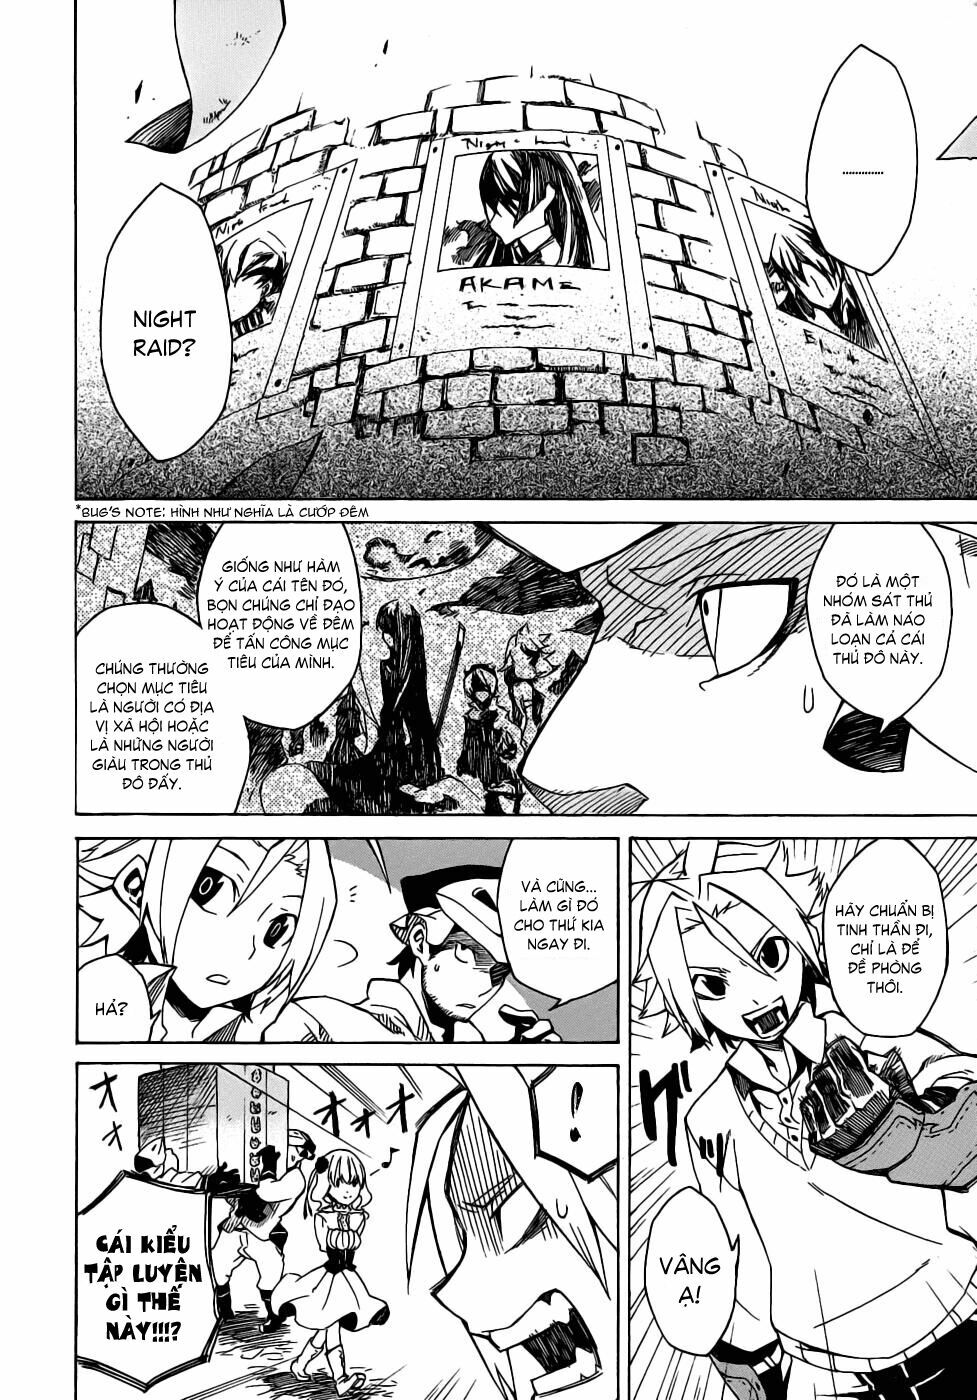 ...............
NIGHT
RAID?
AKAME
*BUG'S NOTE: HÌNH NHƯ NGHĨA LÀ CƯỚP ĐÊM
ĐÓ LÀ MỘT
NHÓM SÁT THỦ
ĐÃ LÀM NÁO
LOẠN CẢ CÁI
THỦ ĐÔ NÀY.
GIỐNG NHƯ HÀM
Ý CỦA CÁI TÊN ĐÓ,
BỌN CHÚNG CHỈ ĐẠO
HOẠT ĐỘNG VỀ ĐÊM
ĐỂ TẤN CÔNG MỤC
TIÊU CỦA MÌNH.
CHÚNG THƯỜNG
CHỌN MỤC TIÊU
LÀ NGƯỜI CÓ ĐỊA
VỊ XÃ HỘI HOẶC
LÀ NHỮNG NGƯỜI
GIÀU TRONG THỦ
ĐÔ ĐẤY.
HÃY CHUẨN BỊ
TINH THẦN ĐI,
CHỈ LÀ ĐỂ
ĐỀ PHÒNG
THÔI.
VÂNG
Ạ!
VÀ CŨNG...
LÀM GÌ ĐÓ
CHO THỨ KIA
NGAY ĐI.
HẢ?
!
CÁI KIỂU
TẬP LUYỆN
GÌ THẾ
NÀY!!!?